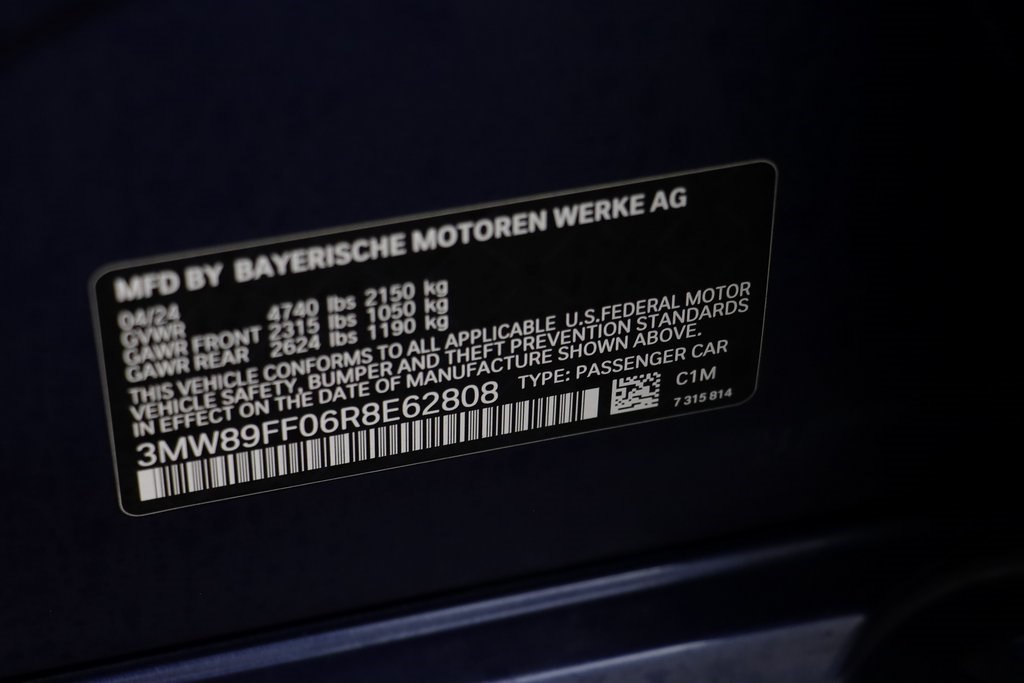 MFD BY BAYERISCHE MOTOREN WERKE AG
04/24
GVWR 4740 lbs 2150 kg
GAWR FRONT 2315 lbs 1050 kg
GAWR REAR 2624 lbs 1190 kg
THIS VEHICLE CONFORMS TO ALL APPLICABLE U.S.FEDERAL MOTOR
VEHICLE SAFETY, BUMPER AND THEFT PREVENTION STANDARDS
IN EFFECT ON THE DATE OF MANUFACTURE SHOWN ABOVE.
3MW89FF06R8E62808 TYPE: PASSENGER CAR
C1M
7 315 814